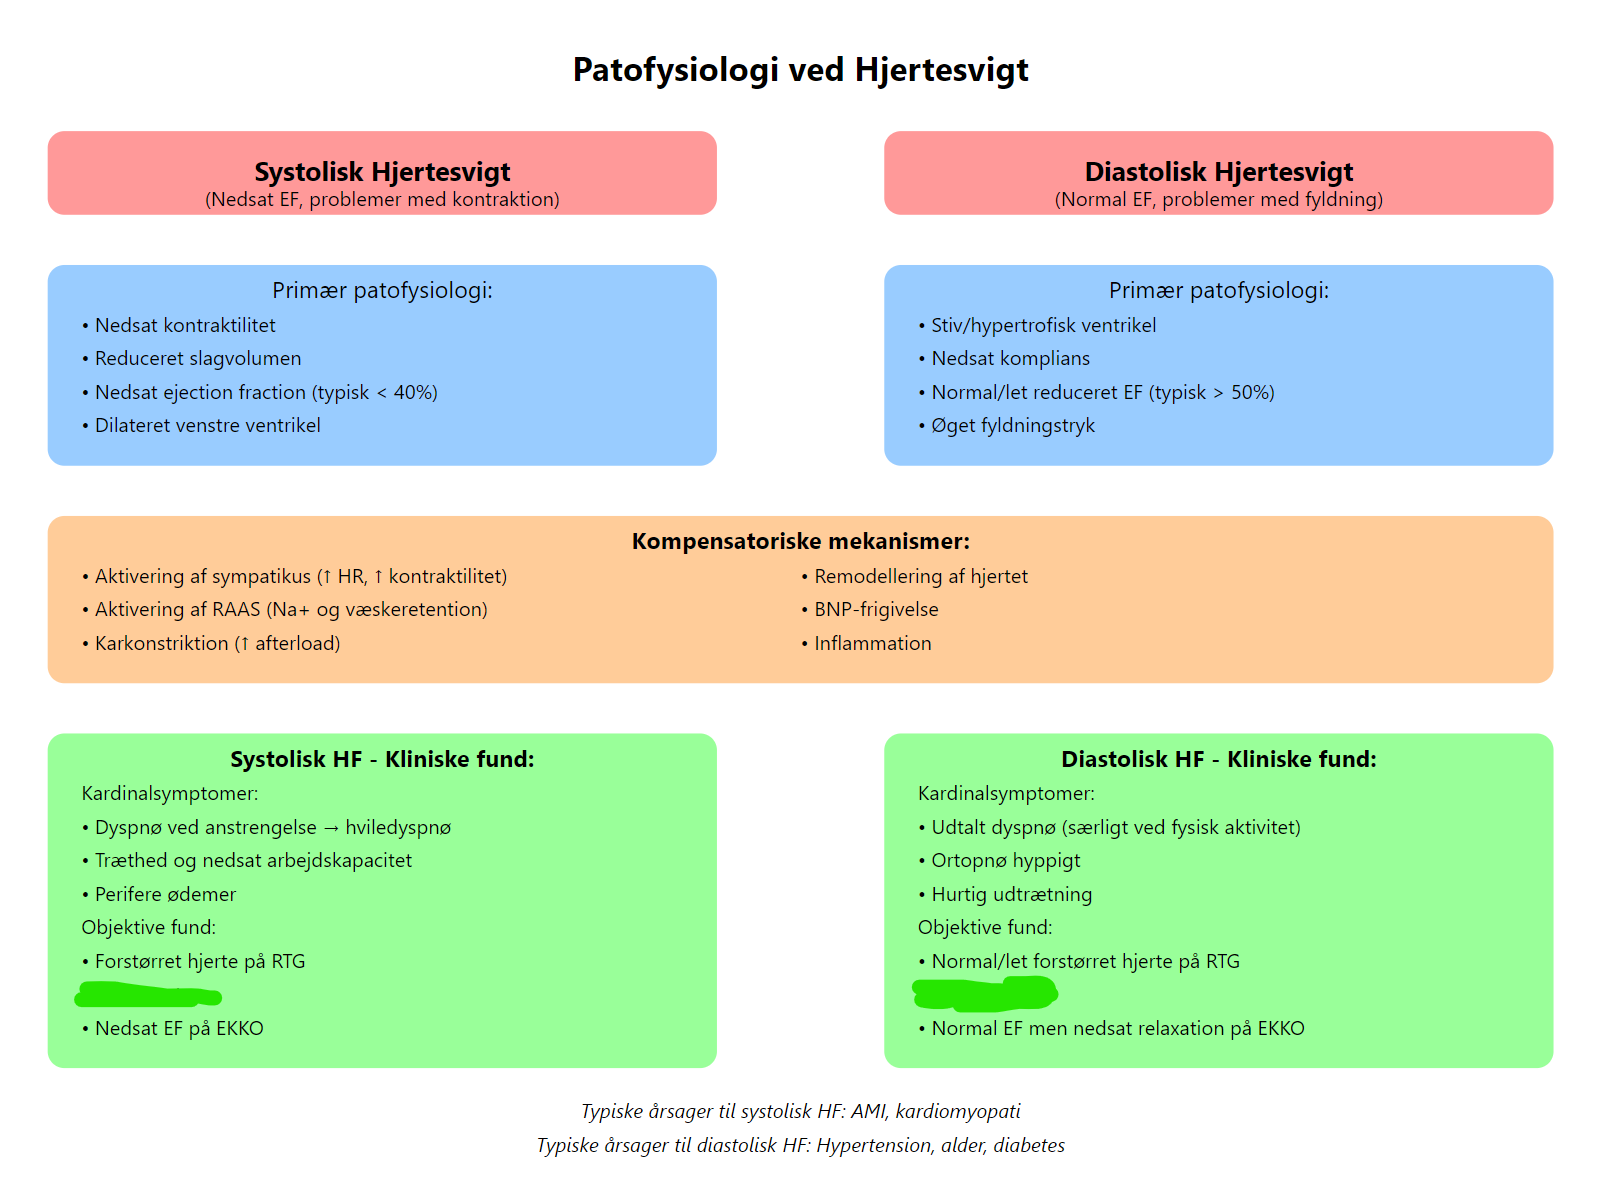 Patofysiologi ved Hjertesvigt
Systolisk Hjertesvigt
(Nedsat EF, problemer med kontraktion)
Diastolisk Hjertesvigt
(Normal EF, problemer med fyldning)
Primær patofysiologi:
• Nedsat kontraktilitet
• Reduceret slagvolumen
• Nedsat ejection fraction (typisk < 40%)
• Dilateret venstre ventrikel
Primær patofysiologi:
• Stiv/hypertrofisk ventrikel
• Nedsat komplians
• Normal/let reduceret EF (typisk > 50%)
• Øget fyldningstryk
Kompensatoriske mekanismer:
• Aktivering af sympatikus (↑ HR, ↑ kontraktilitet)
• Aktivering af RAAS (Na+ og væskeretention)
• Karkonstriktion (↑ afterload)
• Remodellering af hjertet
• BNP-frigivelse
• Inflammation
Systolisk HF - Kliniske fund:
Kardinalsymptomer:
• Dyspnø ved anstrengelse → hviledyspnø
• Træthed og nedsat arbejdskapacitet
• Perifere ødemer
Objektive fund:
• Forstørret hjerte på RTG
• Nedsat EF på EKKO
Diastolisk HF - Kliniske fund:
Kardinalsymptomer:
• Udtalt dyspnø (særligt ved fysisk aktivitet)
• Ortopnø hyppigt
• Hurtig udtrætning
Objektive fund:
• Normal/let forstørret hjerte på RTG
• Normal EF men nedsat relaxation på EKKO
Typiske årsager til systolisk HF: AMI, kardiomyopati
Typiske årsager til diastolisk HF: Hypertension, alder, diabetes